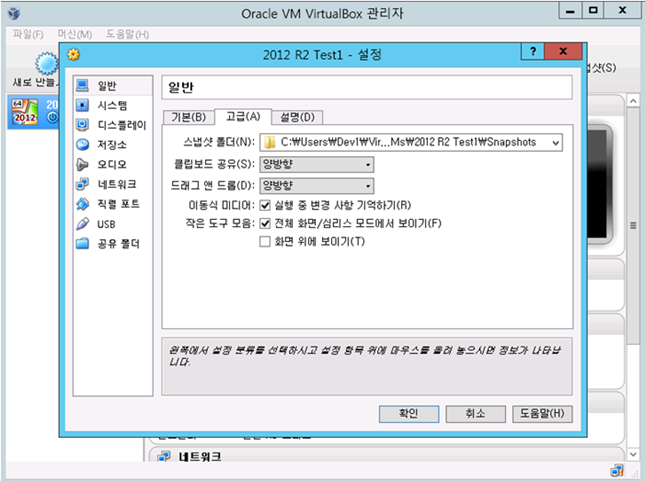 Oracle VM VirtualBox 관리자
파일(F) 머신(M) 도움말(H)
새로 만들
샷(S)
64
2012
20
2012 R2 Test1 - 설정
?
일반
시스템
디스플레이
저장소
오디오
네트워크
직렬 포트
USB
공유 폴더
일반
기본(B) 고급(A) 설명(D)
스냅샷 폴더(N): C:₩Users₩Dev1₩Vir...Ms₩2012 R2 Test1₩Snapshots
클립보드 공유(S): 양방향
드래그 앤 드롭(D): 양방향
이동식 미디어: 실행 중 변경 사항 기억하기(R)
작은 도구 모음: 전체 화면/심리스 모드에서 보이기(F)
화면 위에 보이기(T)
왼쪽에서 설정 분류를 선택하시고 설정 항목 위에 마우스를 올려 놓으시면 정보가 나타납
니다.
확인 취소 도움말(H)
네트워크